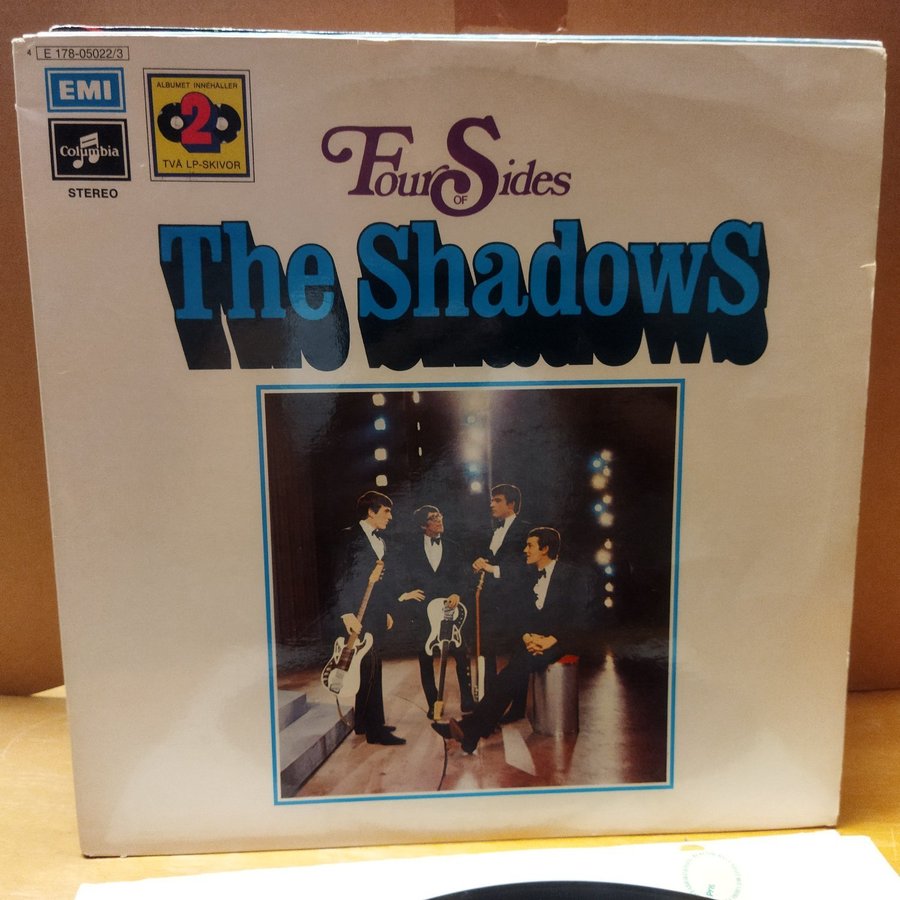 4 E 178-05022/3
EMI
Columbia
STEREO
ALBUMET INNEHÅLLER
2
TVÅ LP-SKIVOR
Four OF Sides
The ShadowS